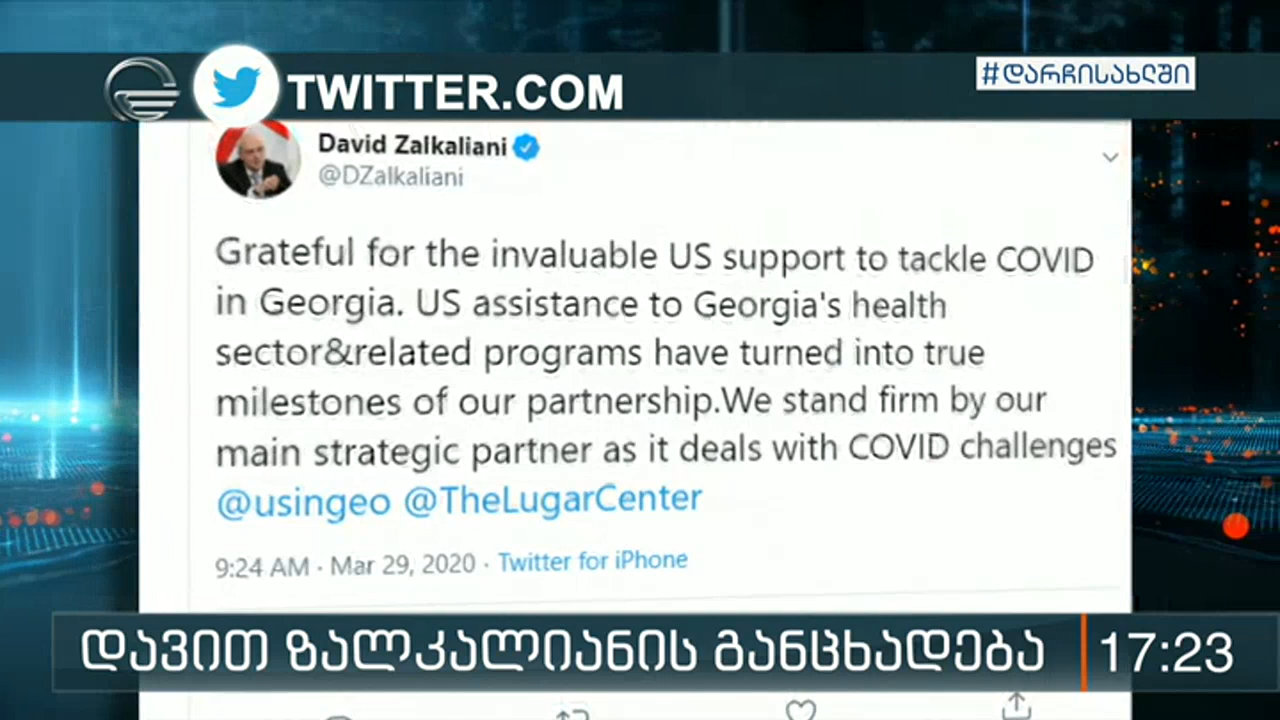 TWITTER.COM
#დარჩისახლში
David Zalkaliani
@DZalkaliani
Grateful for the invaluable US support to tackle COVID
in Georgia. US assistance to Georgia's health
sector&related programs have turned into true
milestones of our partnership.We stand firm by our
main strategic partner as it deals with COVID challenges
@usingeo @TheLugarCenter
9:24 AM · Mar 29, 2020 · Twitter for iPhone
დავით ზალკალიანის განცხადება
17:23